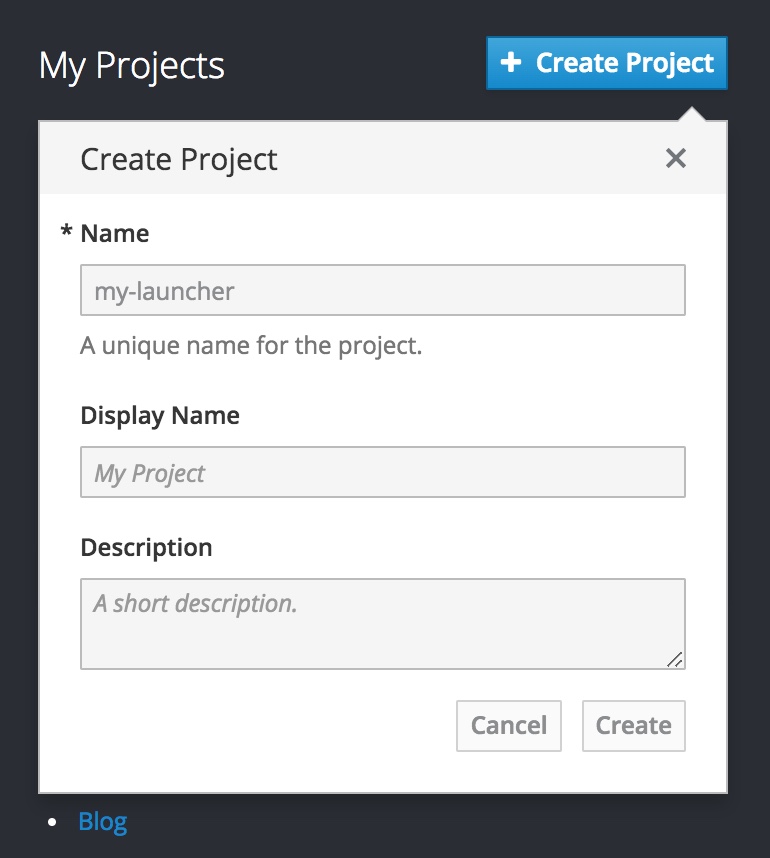 My Projects
+ Create Project
Create Project
* Name
my-launcher
A unique name for the project.
Display Name
My Project
Description
A short description.
Cancel
Create
• Blog